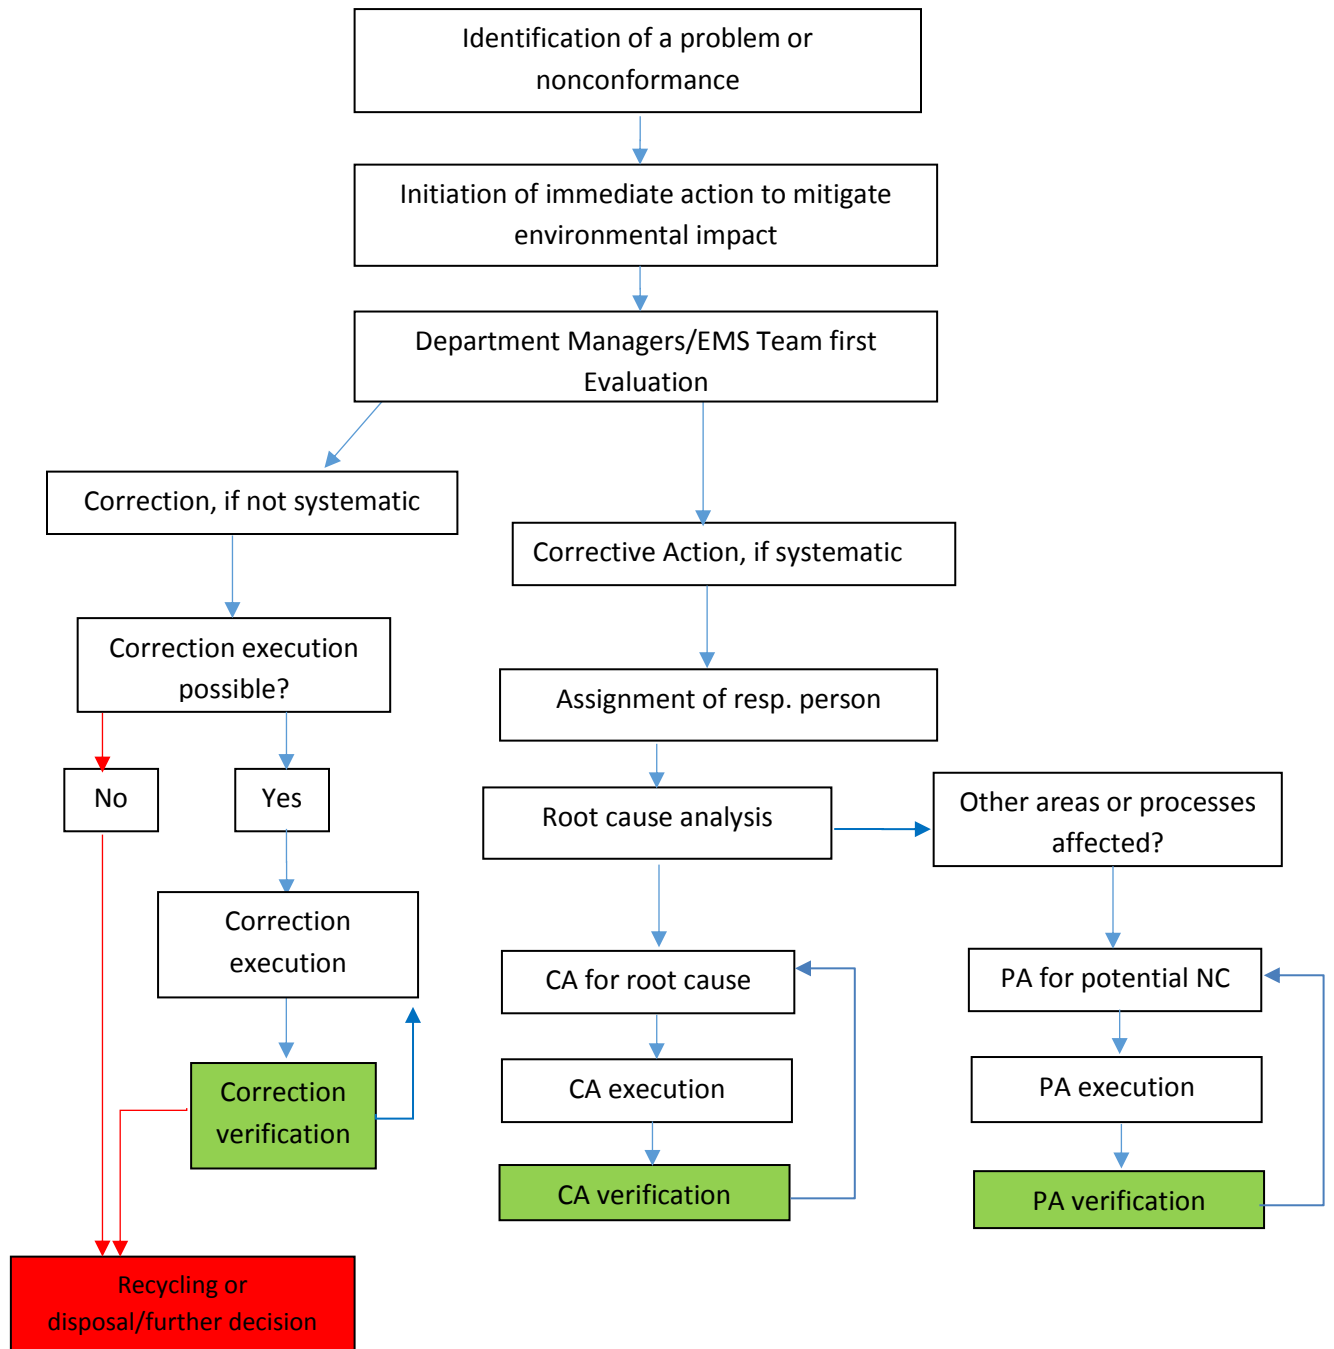 Identification of a problem or
nonconformance
Initiation of immediate action to mitigate
environmental impact
Department Managers/EMS Team first
Evaluation
Correction, if not systematic
Corrective Action, if systematic
Correction execution
possible?
Assignment of resp. person
No
Yes
Root cause analysis
Other areas or processes
affected?
Correction
execution
CA for root cause
PA for potential NC
CA execution
PA execution
Correction
verification
CA verification
PA verification
Recycling or
disposal/further decision